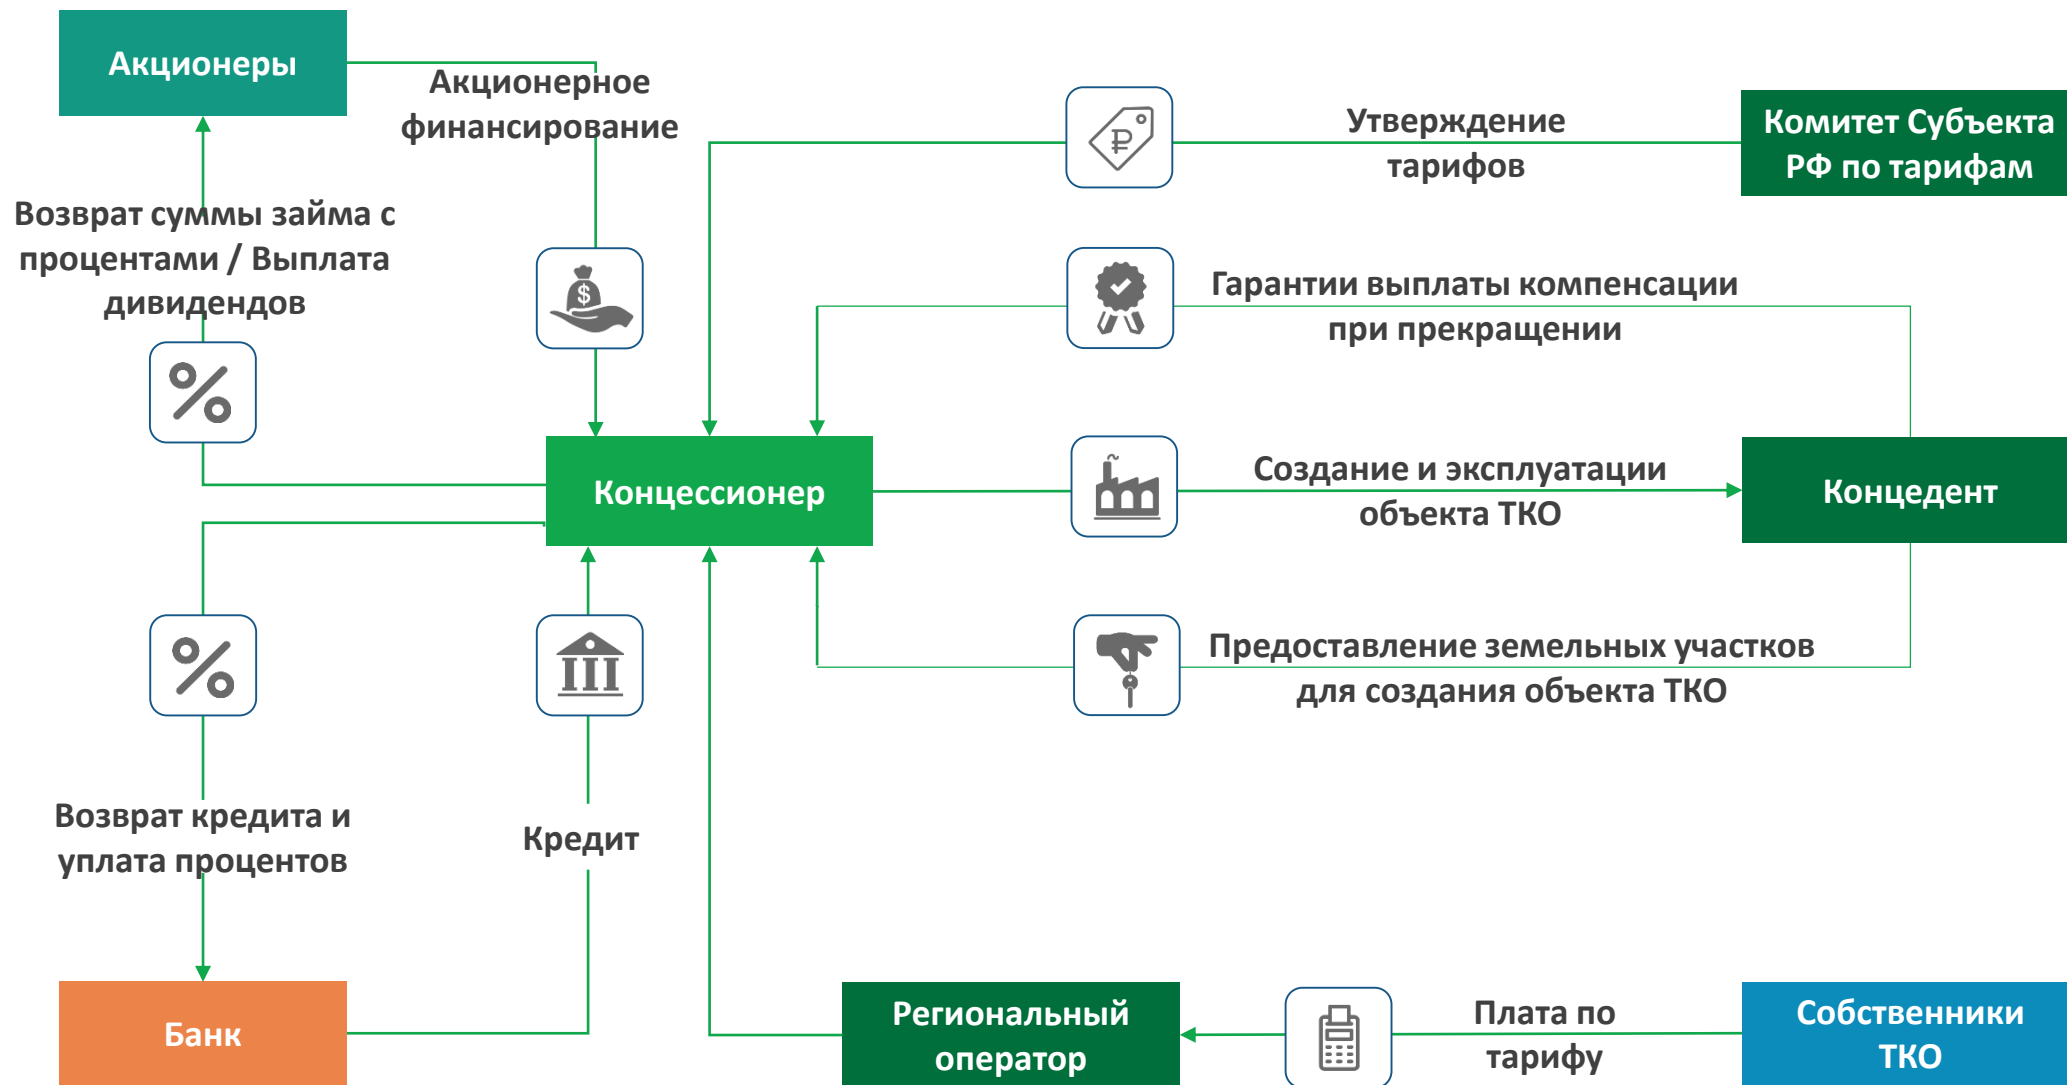 Акционеры
Акционерное
финансирование
Утверждение
тарифов
Комитет Субъекта
РФ по тарифам
Возврат суммы займа с
процентами / Выплата
дивидендов
$
Гарантии выплаты компенсации
при прекращении
Концессионер
Создание и эксплуатации
объекта ТКО
Концедент
Предоставление земельных участков
для создания объекта ТКО
Возврат кредита и
уплата процентов
Кредит
Банк
Региональный
оператор
Плата по
тарифу
Собственники
ТКО